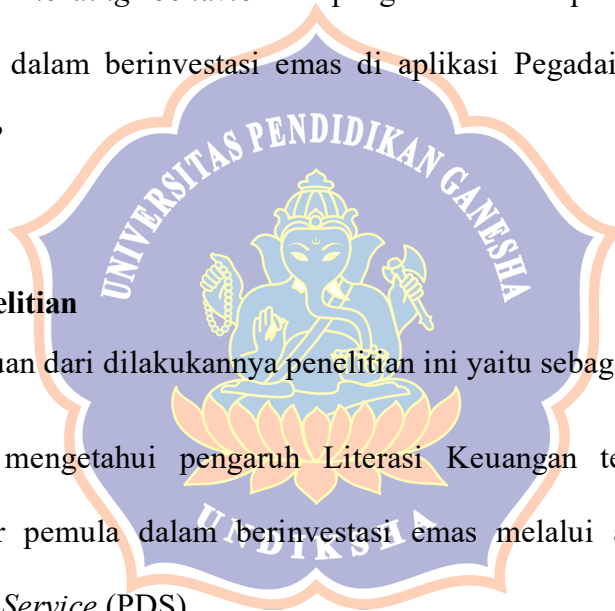 dalam berinvestasi emas di aplikasi Pegadai
UNIVERSITAS PENDIDIKAN GANESHA
elitian
uan dari dilakukannya penelitian ini yaitu sebag
mengetahui pengaruh Literasi Keuangan te
r pemula dalam berinvestasi emas melalui a
UNDIKSHA
Service (PDS)